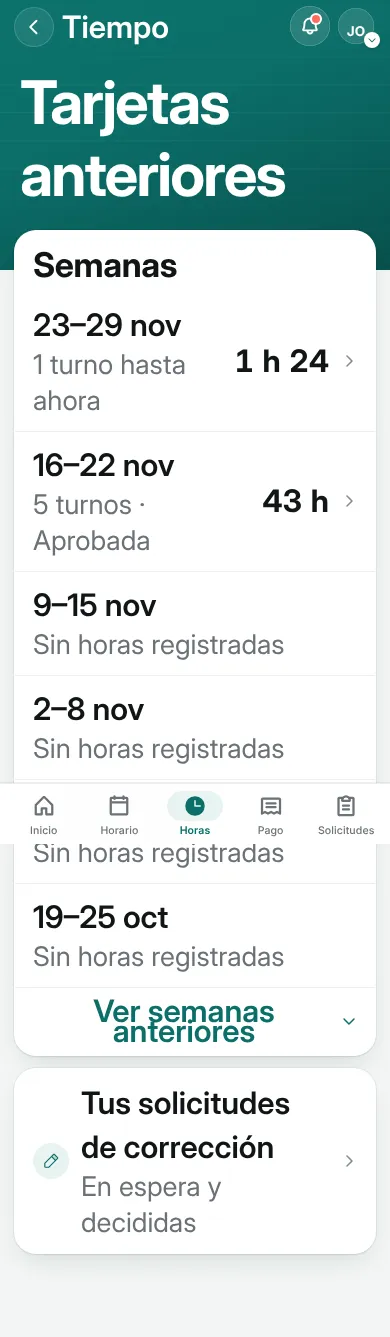 Tiempo
JO
Tarjetas
anteriores
Semanas
23–29 nov
1 turno hasta
ahora
1 h 24
16–22 nov
5 turnos ·
Aprobada
43 h
9–15 nov
Sin horas registradas
2–8 nov
Sin horas registradas
Inicio
Horario
Horas
Pago
Solicitudes
Sin horas registradas
19–25 oct
Sin horas registradas
Ver semanas
anteriores
Tus solicitudes
de corrección
En espera y
decididas